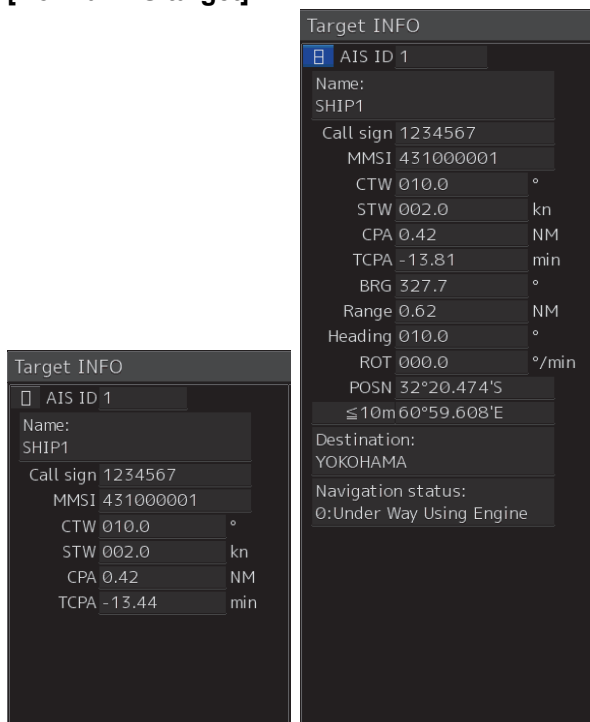 Target INFO
AIS ID 1
Name:
SHIP1
Call sign 1234567
MMSI 431000001
CTW 010.0 °
STW 002.0 kn
CPA 0.42 NM
TCPA -13.44 min
Target INFO
AIS ID 1
Name:
SHIP1
Call sign 1234567
MMSI 431000001
CTW 010.0 °
STW 002.0 kn
CPA 0.42 NM
TCPA -13.81 min
BRG 327.7 °
Range 0.62 NM
Heading 010.0 °
ROT 000.0 °/min
POSN 32°20.474'S
≦10m 60°59.608'E
Destination:
YOKOHAMA
Navigation status:
0:Under Way Using Engine